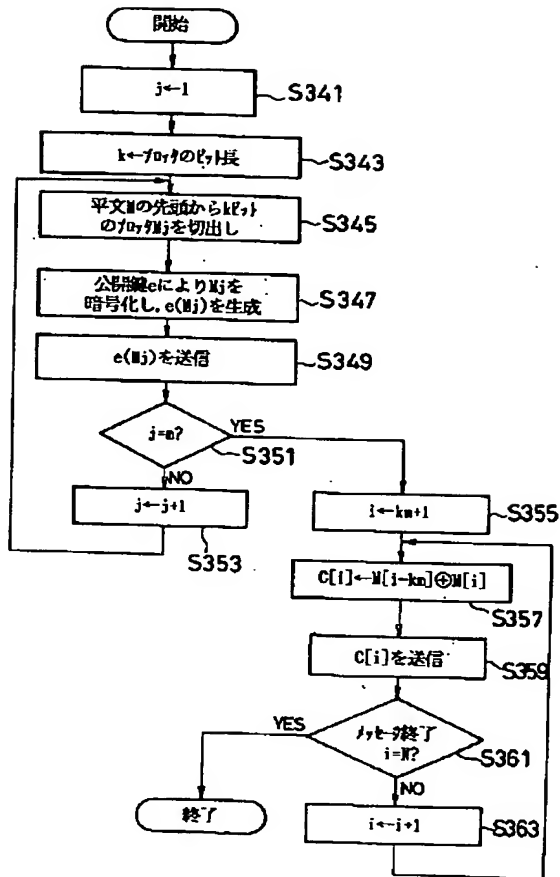 開始
j←1
S341
k←ブロックのビット長
S343
平文Mの先頭からkビット
のブロックMjを切出し
S345
公開鍵eによりMjを
暗号化し,e(Mj)を生成
S347
e(Mj)を送信
S349
j=m?
YES
S351
NO
j←j+1
S353
i←km+1
S355
C[i]←M[i-km]⊕M[i]
S357
C[i]を送信
S359
メッセージ終了
i=N?
YES
S361
NO
終了
i←i+1
S363